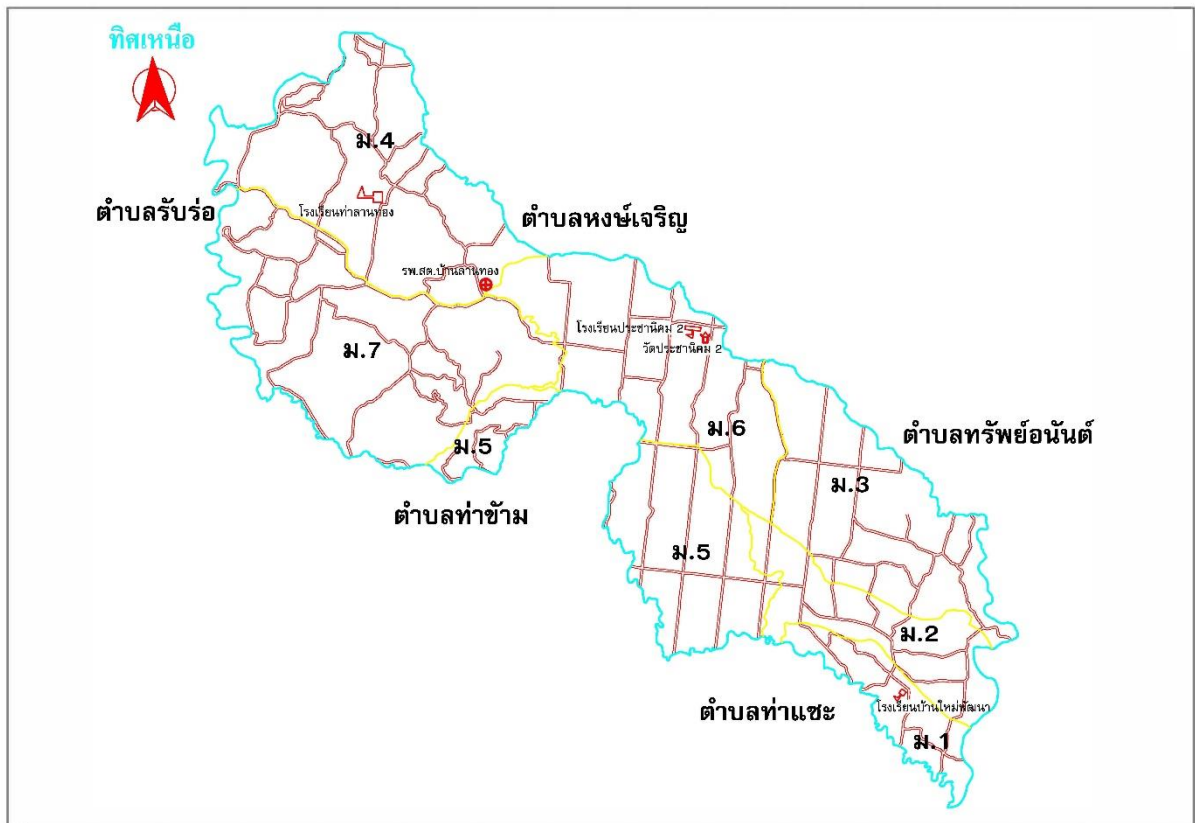 ทิศเหนือ
ม.4
ตำบลรับร่อ
โรงเรียนท่าลานทอง
ตำบลหงษ์เจริญ
รพ.สต.บ้านลานทอง
โรงเรียนประชานิคม 2
วัดประชานิคม 2
ม.7
ม.6
ตำบลทรัพย์อนันต์
ม.5
ม.3
ตำบลท่าข้าม
ม.5
ม.2
ตำบลท่าแซะ
โรงเรียนบ้านใหม่พัฒนา
ม.1